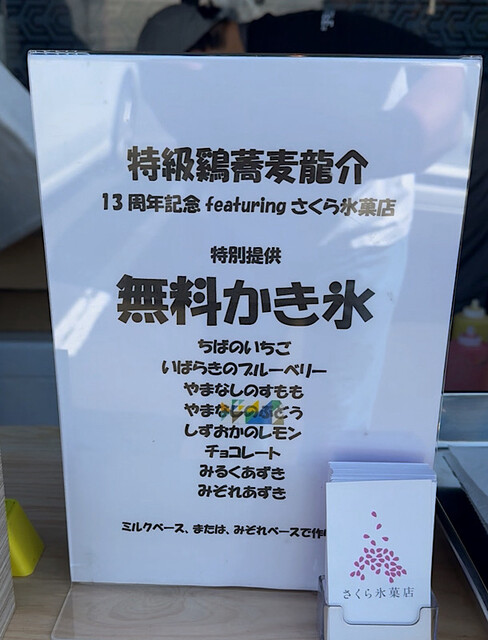 特級鶏蕎麦龍介
13周年記念 featuring さくら氷菓店
特別提供
無料かき氷
ちばのいちご
いばらきのブルーベリー
やまなしのすもも
やまなしのぶどう
しずおかのレモン
チョコレート
みるくあずき
みぞれあずき
ミルクベース、または、みぞれベースで作
さくら氷菓店